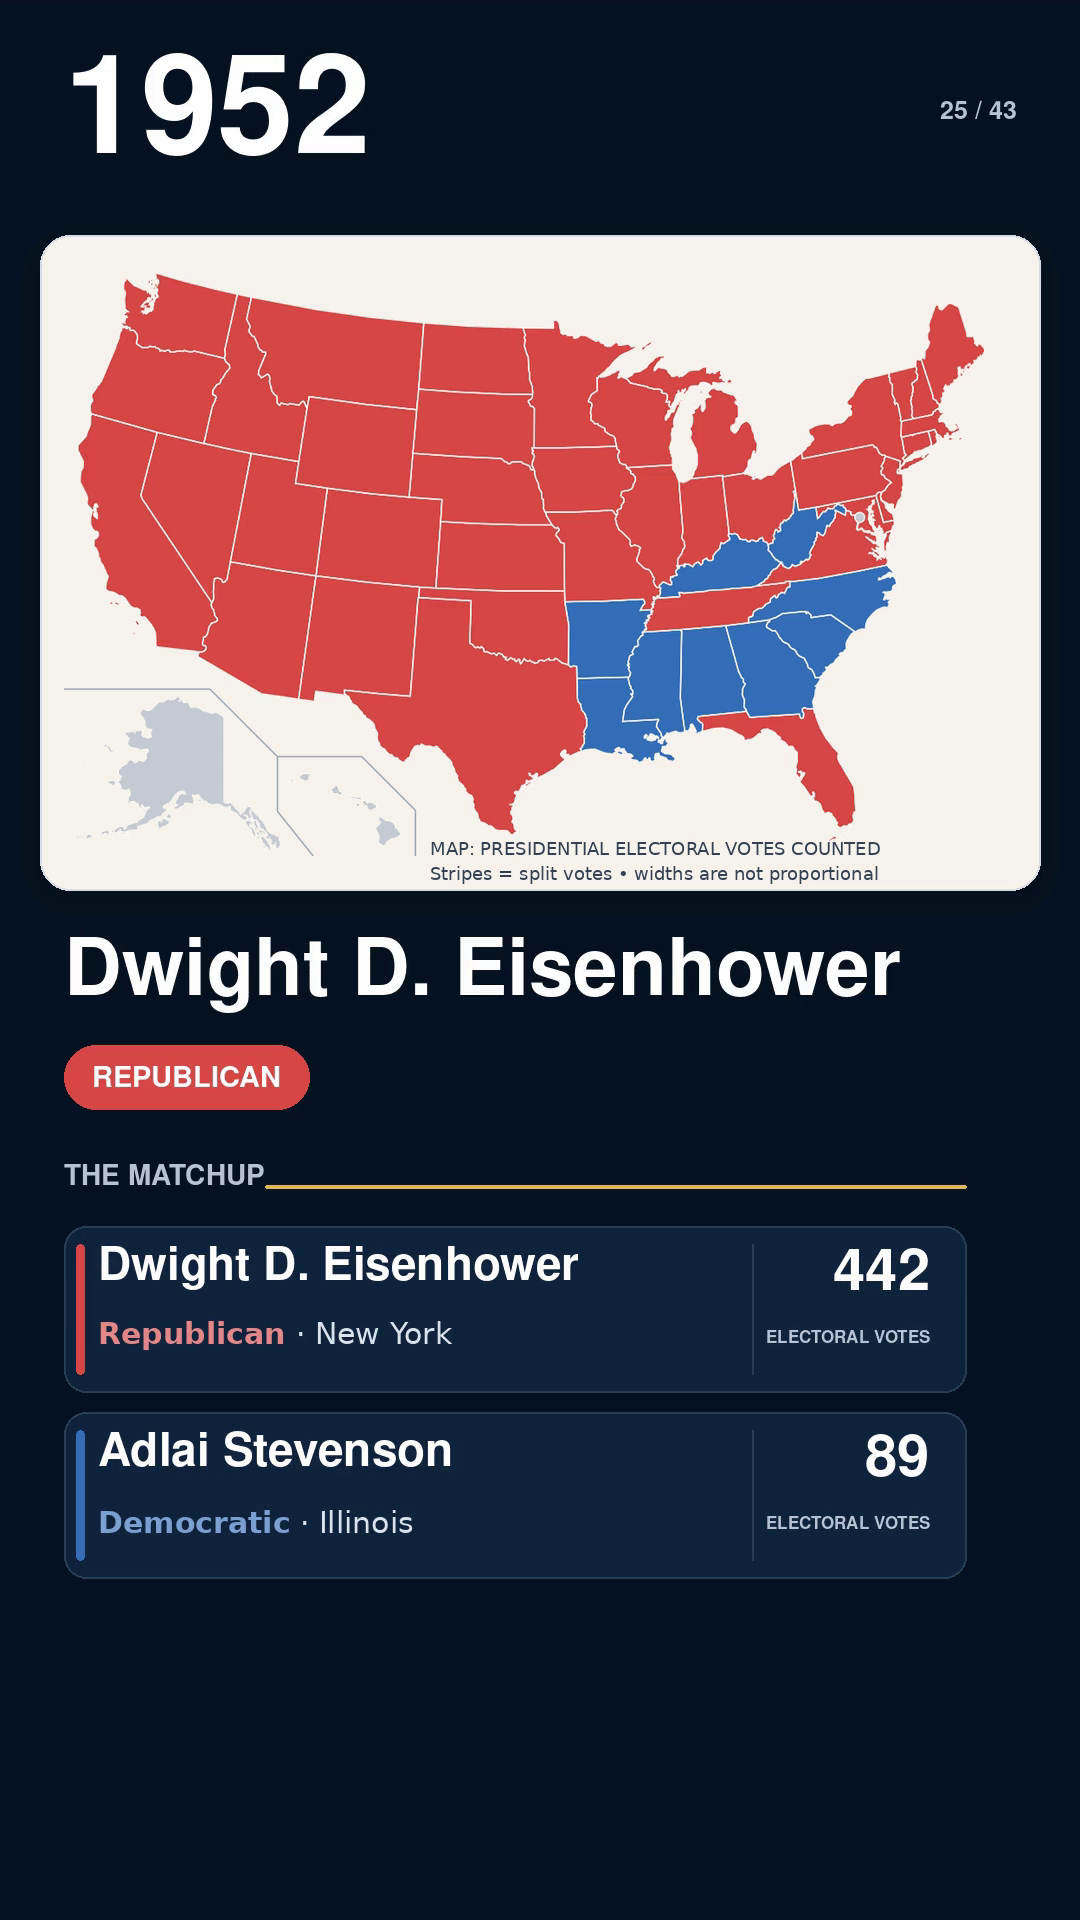 1952
25 / 43
MAP: PRESIDENTIAL ELECTORAL VOTES COUNTED
Stripes = split votes • widths are not proportional
Dwight D. Eisenhower
REPUBLICAN
THE MATCHUP
Dwight D. Eisenhower
442
Republican · New York
ELECTORAL VOTES
Adlai Stevenson
89
Democratic · Illinois
ELECTORAL VOTES